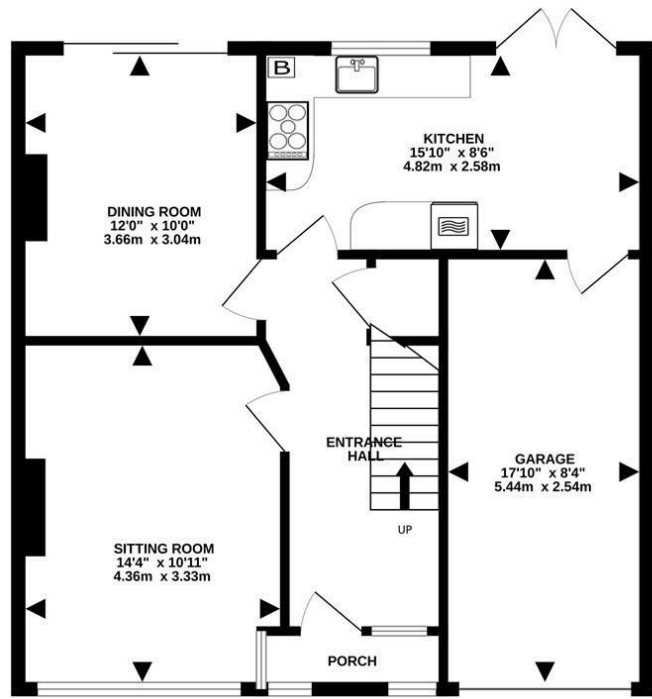 B
KITCHEN
15'10" x 8'6"
4.82m x 2.58m
DINING ROOM
12'0" x 10'0"
3.66m x 3.04m
ENTRANCE
HALL
UP
GARAGE
17'10" x 8'4"
5.44m x 2.54m
SITTING ROOM
14'4" x 10'11"
4.36m x 3.33m
PORCH